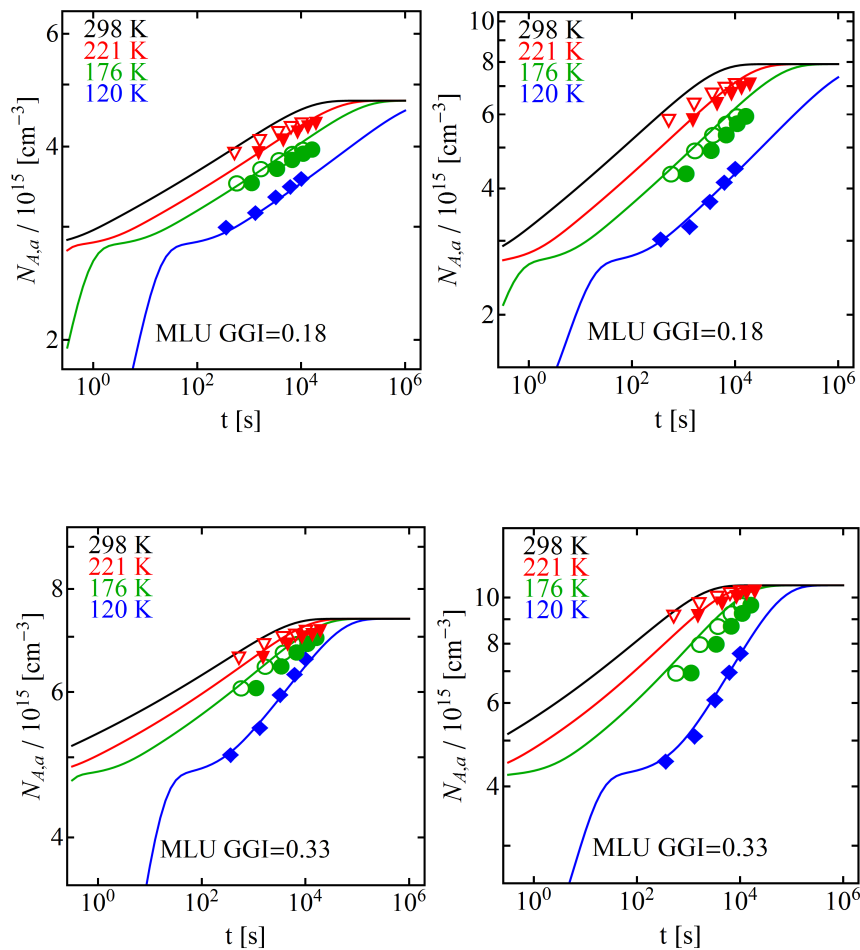 298 K
221 K
176 K
120 K
6
4
2
N_{A,a} / 10^{15} [cm^{-3}]
MLU GGI=0.18
10^0 10^2 10^4 10^6
t [s]
298 K
221 K
176 K
120 K
8
6
4
2
N_{A,a} / 10^{15} [cm^{-3}]
MLU GGI=0.18
10^0 10^2 10^4 10^6
t [s]
298 K
221 K
176 K
120 K
8
6
4
N_{A,a} / 10^{15} [cm^{-3}]
MLU GGI=0.33
10^0 10^2 10^4 10^6
t [s]
298 K
221 K
176 K
120 K
10
8
6
4
N_{A,a} / 10^{15} [cm^{-3}]
MLU GGI=0.33
10^0 10^2 10^4 10^6
t [s]